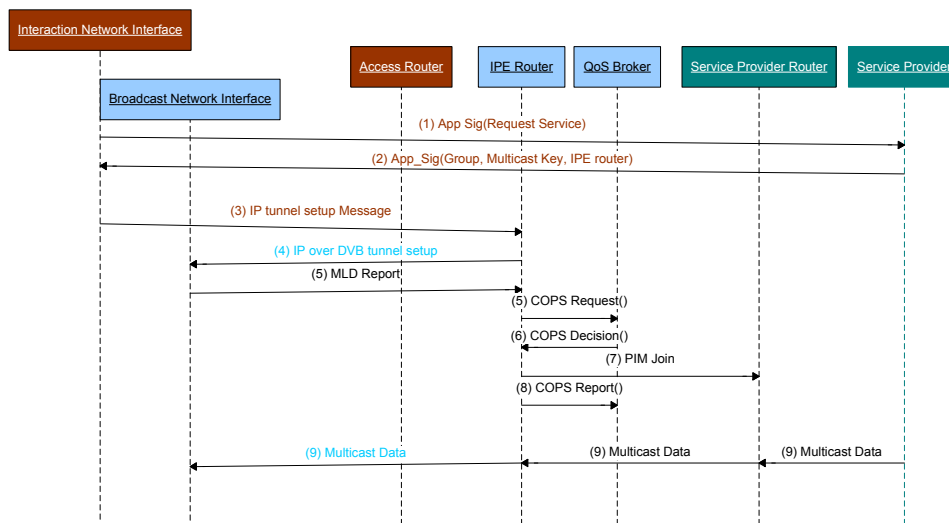 Interaction Network Interface
Access Router
IPE Router
QoS Broker
Service Provider Router
Service Provider
Broadcast Network Interface
(1) App Sig(Request Service)
(2) App_Sig(Group, Multicast Key, IPE router)
(3) IP tunnel setup Message
(4) IP over DVB tunnel setup
(5) MLD Report
(5) COPS Request()
(6) COPS Decision()
(7) PIM Join
(8) COPS Report()
(9) Multicast Data
(9) Multicast Data
(9) Multicast Data